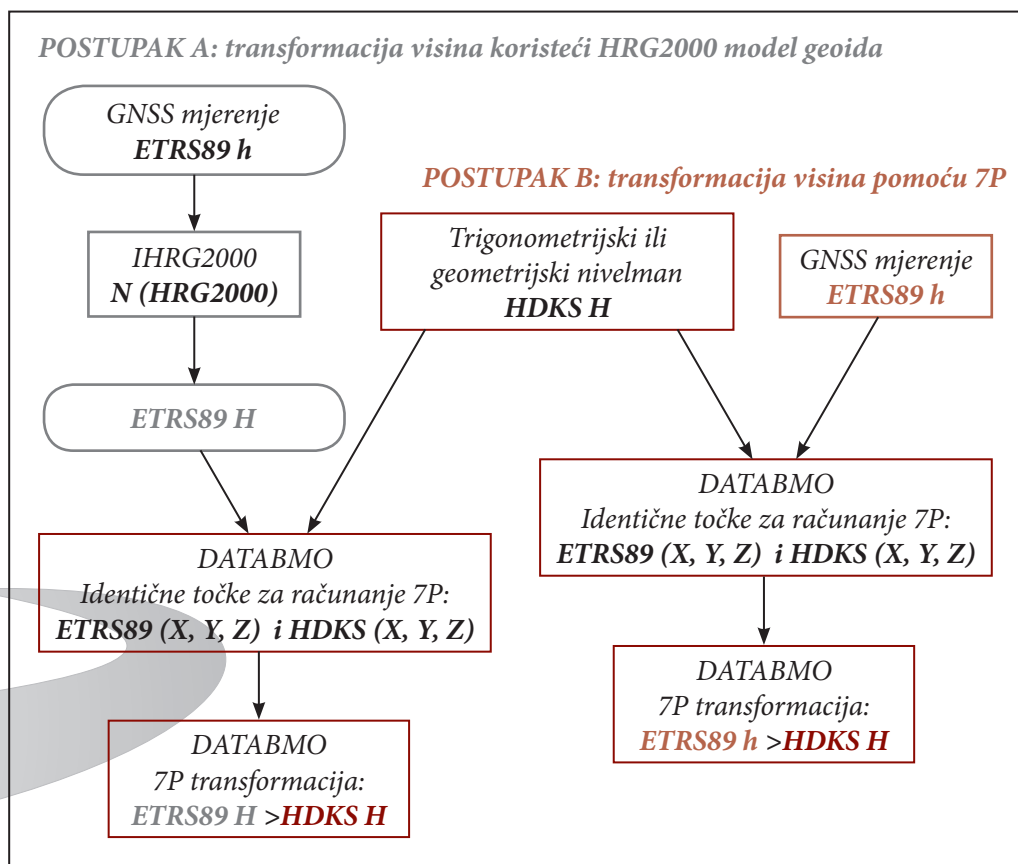 POSTUPAK A: transformacija visina koristeći HRG2000 model geoida
GNSS mjerenje
ETRS89 h
POSTUPAK B: transformacija visina pomoću 7P
IHRG2000
N (HRG2000)
Trigonometrijski ili
geometrijski nivelman
HDKS H
GNSS mjerenje
ETRS89 h
ETRS89 H
DATABMO
Identične točke za računanje 7P:
ETRS89 (X, Y, Z) i HDKS (X, Y, Z)
DATABMO
Identične točke za računanje 7P:
ETRS89 (X, Y, Z) i HDKS (X, Y, Z)
DATABMO
7P transformacija:
ETRS89 H >HDKS H
DATABMO
7P transformacija:
ETRS89 h >HDKS H